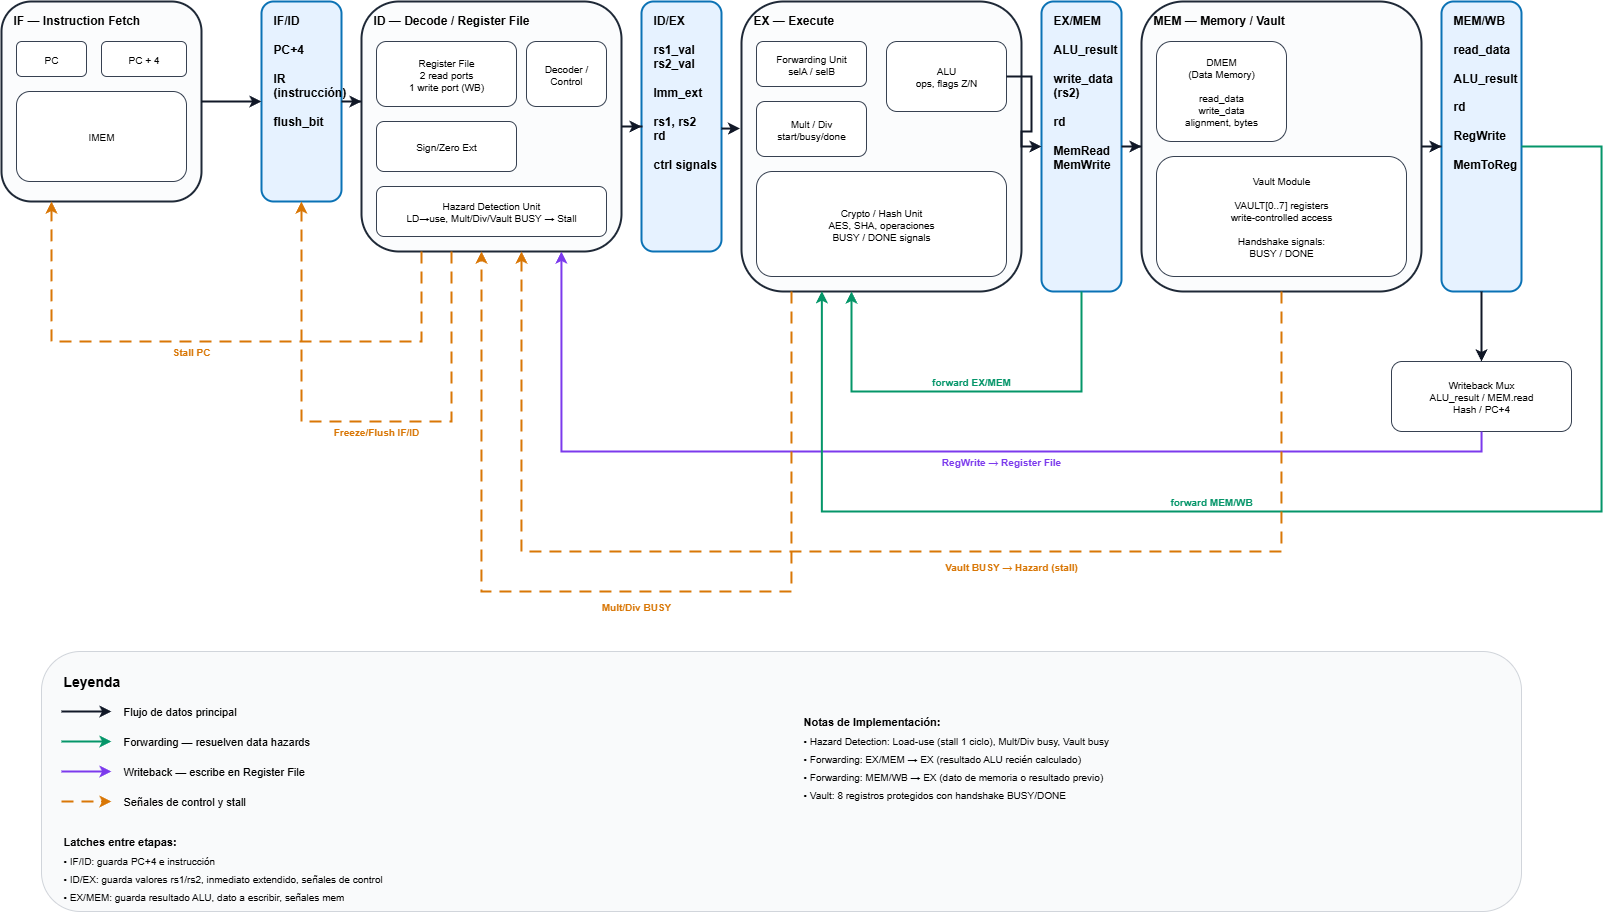 IF — Instruction Fetch
PC
PC + 4
IMEM
IF/ID
PC+4
IR
(instrucción)
flush_bit
ID — Decode / Register File
Register File
2 read ports
1 write port (WB)
Decoder /
Control
Sign/Zero Ext
Hazard Detection Unit
LD→use, Mult/Div/Vault BUSY → Stall
ID/EX
rs1_val
rs2_val
Imm_ext
rs1, rs2
rd
ctrl signals
EX — Execute
Forwarding Unit
selA / selB
ALU
ops, flags Z/N
Mult / Div
start/busy/done
Crypto / Hash Unit
AES, SHA, operaciones
BUSY / DONE signals
EX/MEM
ALU_result
write_data
(rs2)
rd
MemRead
MemWrite
MEM — Memory / Vault
DMEM
(Data Memory)
read_data
write_data
alignment, bytes
Vault Module
VAULT[0..7] registers
write-controlled access
Handshake signals:
BUSY / DONE
MEM/WB
read_data
ALU_result
rd
RegWrite
MemToReg
Stall PC
Freeze/Flush IF/ID
forward EX/MEM
Writeback Mux
ALU_result / MEM.read
Hash / PC+4
RegWrite → Register File
forward MEM/WB
Vault BUSY → Hazard (stall)
Mult/Div BUSY
Leyenda
Flujo de datos principal
Forwarding — resuelven data hazards
Writeback — escribe en Register File
Señales de control y stall
Latches entre etapas:
• IF/ID: guarda PC+4 e instrucción
• ID/EX: guarda valores rs1/rs2, inmediato extendido, señales de control
• EX/MEM: guarda resultado ALU, dato a escribir, señales mem
Notas de Implementación:
• Hazard Detection: Load-use (stall 1 ciclo), Mult/Div busy, Vault busy
• Forwarding: EX/MEM → EX (resultado ALU recién calculado)
• Forwarding: MEM/WB → EX (dato de memoria o resultado previo)
• Vault: 8 registros protegidos con handshake BUSY/DONE